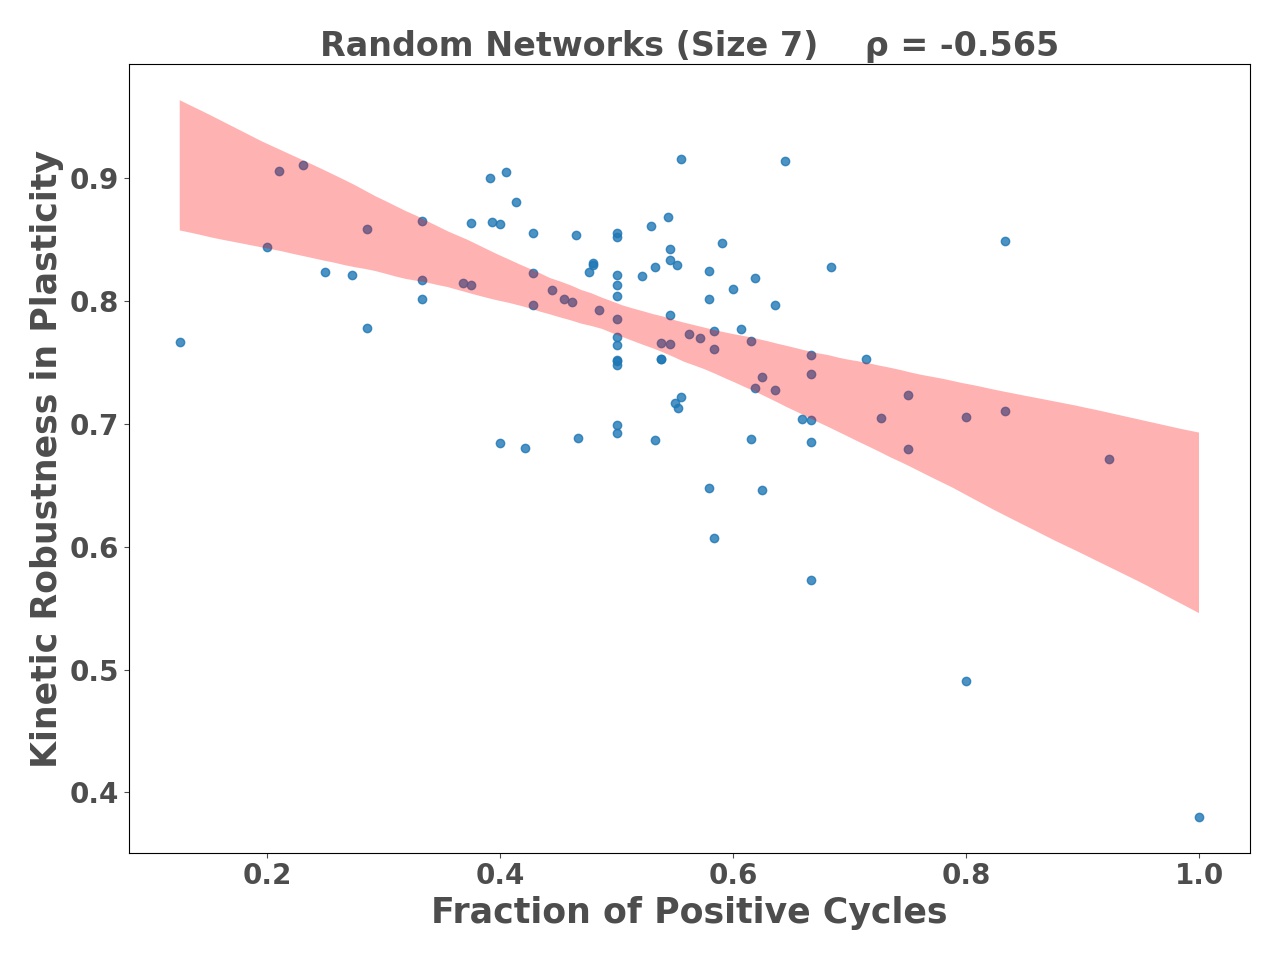 Random Networks (Size 7) ρ = -0.565
Kinetic Robustness in Plasticity
0.9
0.8
0.7
0.6
0.5
0.4
0.2 0.4 0.6 0.8 1.0
Fraction of Positive Cycles